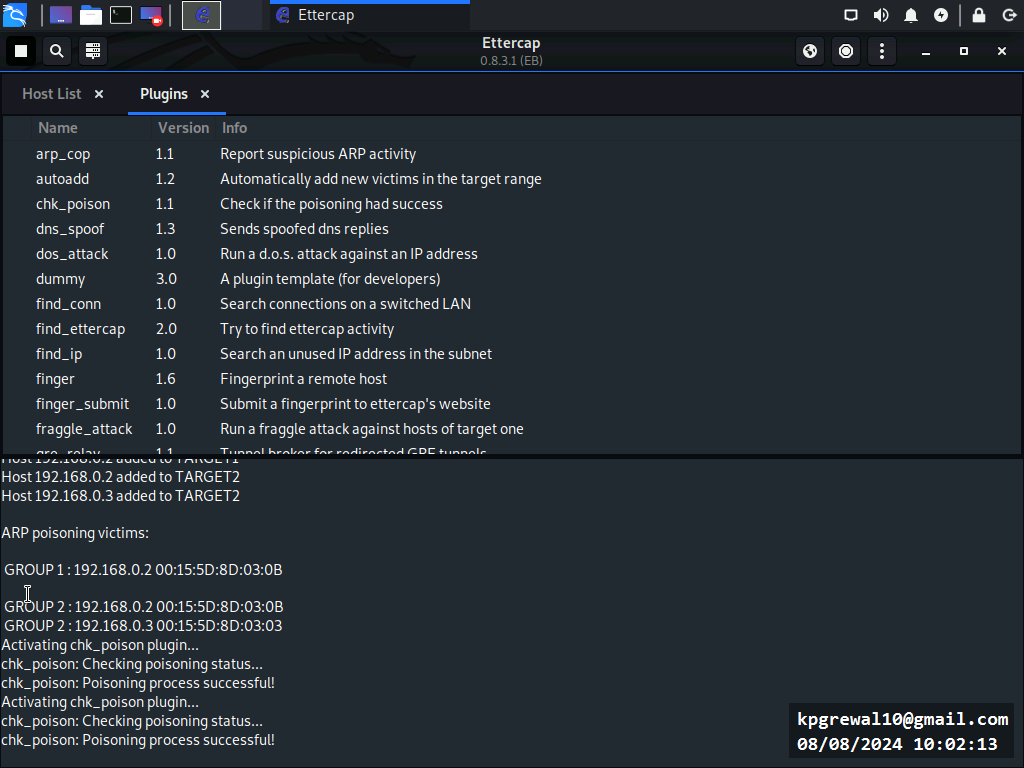 Ettercap
Ettercap
0.8.3.1 (EB)
Host List × Plugins ×
Name Version Info
arp_cop 1.1 Report suspicious ARP activity
autoadd 1.2 Automatically add new victims in the target range
chk_poison 1.1 Check if the poisoning had success
dns_spoof 1.3 Sends spoofed dns replies
dos_attack 1.0 Run a d.o.s. attack against an IP address
dummy 3.0 A plugin template (for developers)
find_conn 1.0 Search connections on a switched LAN
find_ettercap 2.0 Try to find ettercap activity
find_ip 1.0 Search an unused IP address in the subnet
finger 1.6 Fingerprint a remote host
finger_submit 1.0 Submit a fingerprint to ettercap's website
fraggle_attack 1.0 Run a fraggle attack against hosts of target one
gre_relay 1.1 Tunnel broker for redirected GRE tunnels
Host 192.168.0.2 added to TARGET1
Host 192.168.0.2 added to TARGET2
Host 192.168.0.3 added to TARGET2
ARP poisoning victims:
GROUP 1 : 192.168.0.2 00:15:5D:8D:03:0B
GROUP 2 : 192.168.0.2 00:15:5D:8D:03:0B
GROUP 2 : 192.168.0.3 00:15:5D:8D:03:03
Activating chk_poison plugin...
chk_poison: Checking poisoning status...
chk_poison: Poisoning process successful!
Activating chk_poison plugin...
chk_poison: Checking poisoning status...
chk_poison: Poisoning process successful!
kpgrewal10@gmail.com
08/08/2024 10:02:13